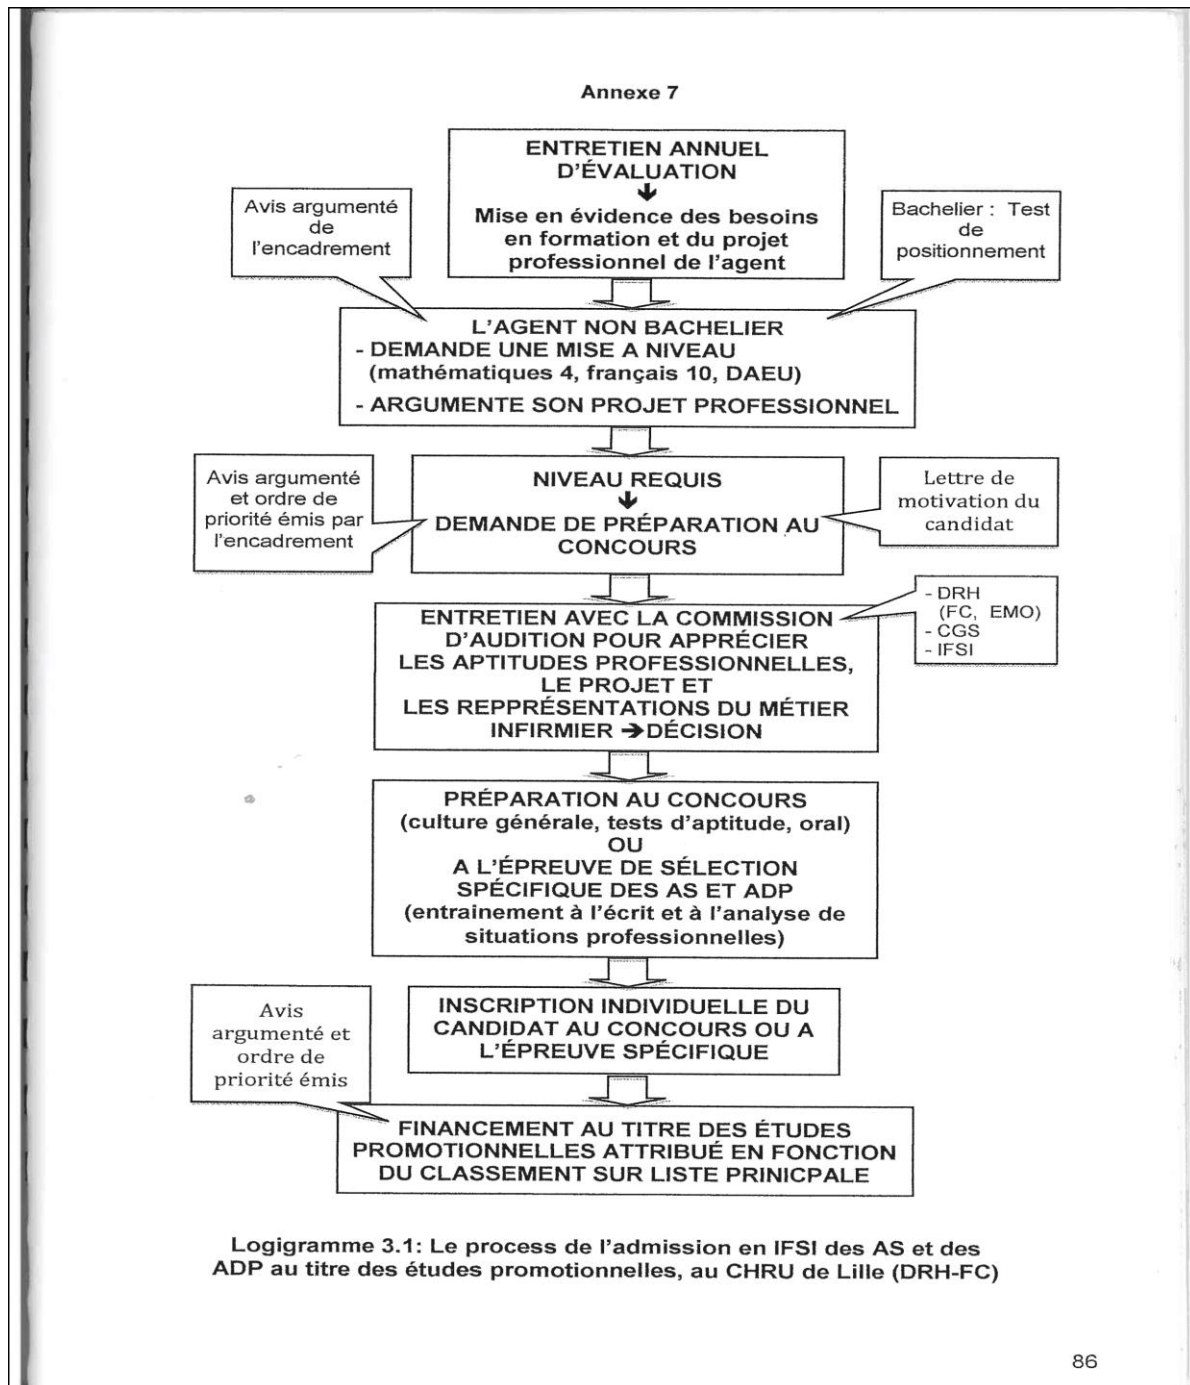 Annexe 7
ENTRETIEN ANNUEL
D'ÉVALUATION
Mise en évidence des besoins
en formation et du projet
professionnel de l'agent
Avis argumenté
de
l'encadrement
Bachelier : Test
de
positionnement
L'AGENT NON BACHELIER
- DEMANDE UNE MISE A NIVEAU
(mathématiques 4, français 10, DAEU)
- ARGUMENTE SON PROJET PROFESSIONNEL
Avis argumenté
et ordre de
priorité émis par
l'encadrement
NIVEAU REQUIS
DEMANDE DE PRÉPARATION AU
CONCOURS
Lettre de
motivation du
candidat
ENTRETIEN AVEC LA COMMISSION
D'AUDITION POUR APPRÉCIER
LES APTITUDES PROFESSIONNELLES,
LE PROJET ET
LES REPPRÉSENTATIONS DU MÉTIER
INFIRMIER ➔DÉCISION
- DRH
(FC, EMO)
- CGS
- IFSI
PRÉPARATION AU CONCOURS
(culture générale, tests d'aptitude, oral)
OU
A L'ÉPREUVE DE SÉLECTION
SPÉCIFIQUE DES AS ET ADP
(entrainement à l'écrit et à l'analyse de
situations professionnelles)
INSCRIPTION INDIVIDUELLE DU
CANDIDAT AU CONCOURS OU A
L'ÉPREUVE SPÉCIFIQUE
Avis
argumenté et
ordre de
priorité émis
FINANCEMENT AU TITRE DES ÉTUDES
PROMOTIONNELLES ATTRIBUÉ EN FONCTION
DU CLASSEMENT SUR LISTE PRINICPALE
Logigramme 3.1: Le process de l'admission en IFSI des AS et des
ADP au titre des études promotionnelles, au CHRU de Lille (DRH-FC)
86